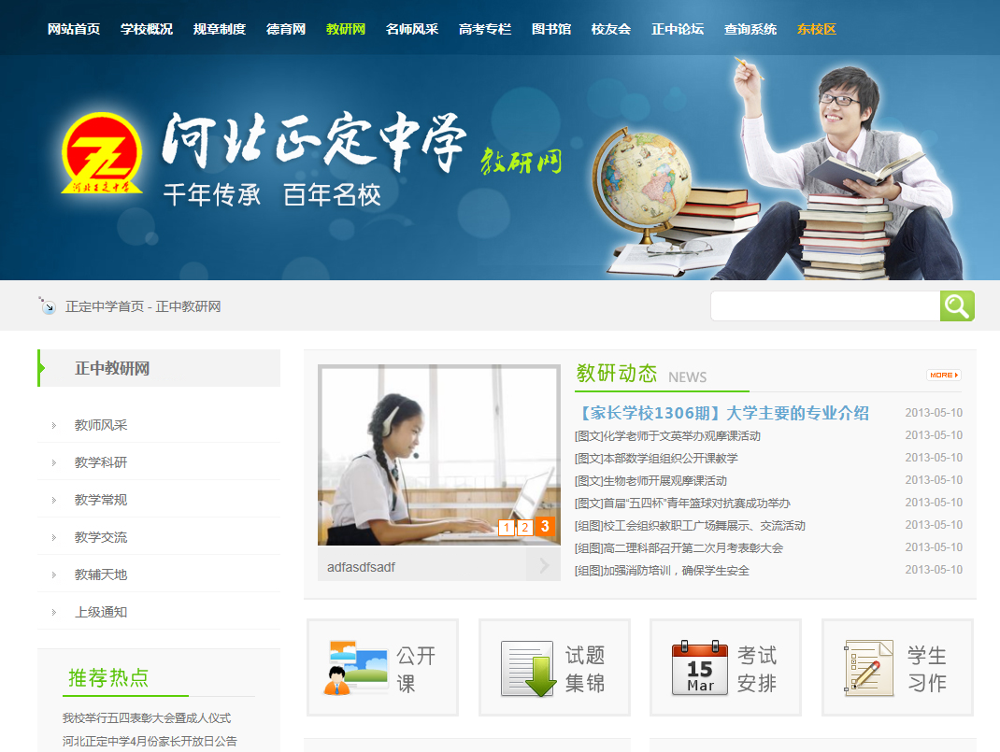 网站首页 学校概况 规章制度 德育网 教研网 名师风采 高考专栏 图书馆 校友会 正中论坛 查询系统 东校区
河北正定中学 教研网
河北正定中学
千年传承 百年名校
正定中学首页 - 正中教研网
正中教研网
教师风采
教学科研
教学常规
教学交流
教辅天地
上级通知
推荐热点
我校举行五四表彰大会暨成人仪式
河北正定中学4月份家长开放日公告
1 2 3
adfasdfsadf
教研动态 NEWS MORE
【家长学校1306期】大学主要的专业介绍 2013-05-10
[图文]化学老师于文英举办观摩课活动 2013-05-10
[图文]本部数学组组织公开课教学 2013-05-10
[图文]生物老师开展观摩课活动 2013-05-10
[图文]首届“五四杯”青年篮球对抗赛成功举办 2013-05-10
[组图]校工会组织教职工广场舞展示、交流活动 2013-05-10
[组图]高二理科部召开第二次月考表彰大会 2013-05-10
[组图]加强消防培训，确保学生安全 2013-05-10
公开
课
试题
集锦
15
Mar
考试
安排
学生
习作